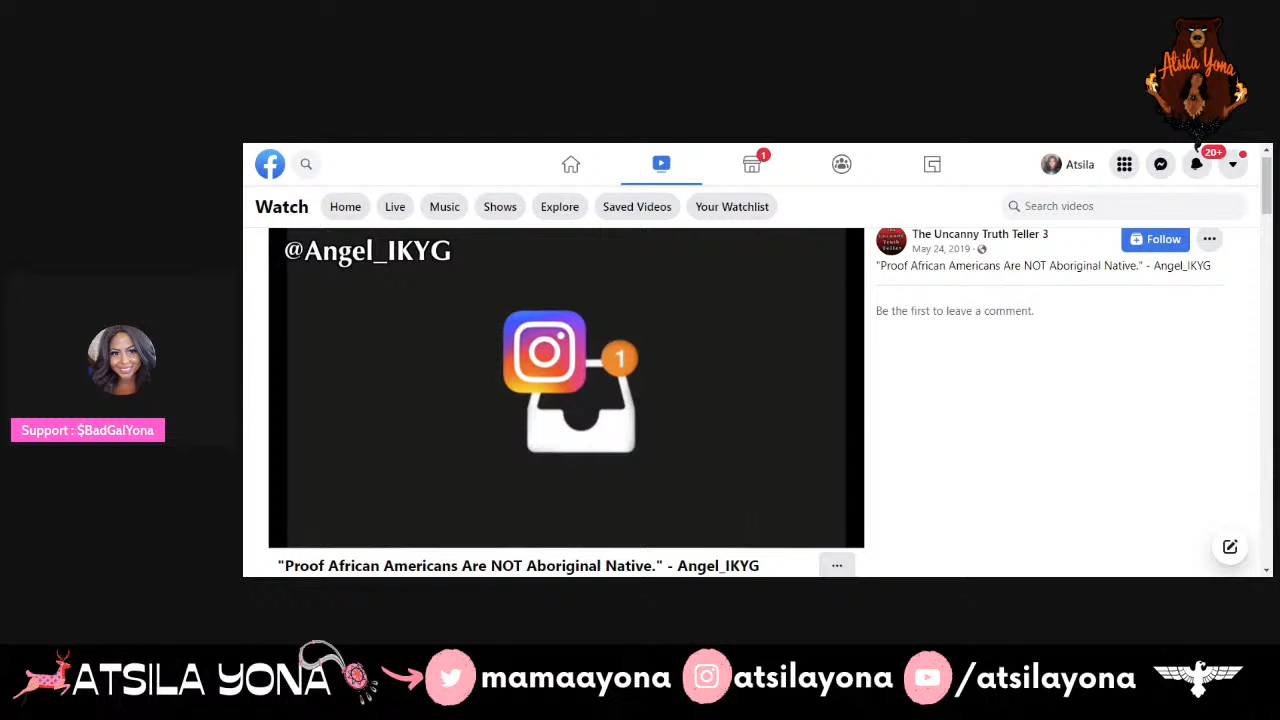 Atsila Yona
1
20+
Atsila
Watch
Home
Live
Music
Shows
Explore
Saved Videos
Your Watchlist
Search videos
@Angel_IKYG
1
The Uncanny Truth Teller 3
May 24, 2019 ·
Follow
"Proof African Americans Are NOT Aboriginal Native." - Angel_IKYG
Be the first to leave a comment.
"Proof African Americans Are NOT Aboriginal Native." - Angel_IKYG
Support : $BadGalYona
ATSILA YONA mamaayona atsilayona /atsilayona